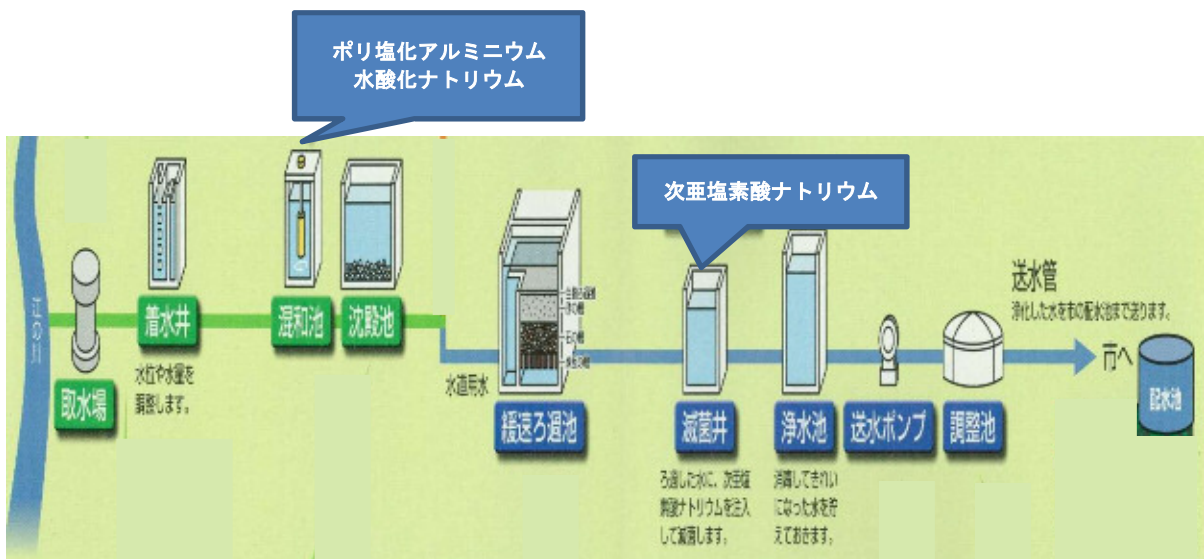 ポリ塩化アルミニウム
水酸化ナトリウム
次亜塩素酸ナトリウム
江の川
取水場
着水井
水位や水量を
調整します。
混和池
沈殿池
水道用水
緩速ろ過池
滅菌井
ろ過した水に、次亜塩
素酸ナトリウムを注入
して滅菌します。
浄水池
消毒してきれい
になった水を貯
えておきます。
送水ポンプ
調整池
送水管
浄化した水を市の配水池まで送ります。
市へ
配水池